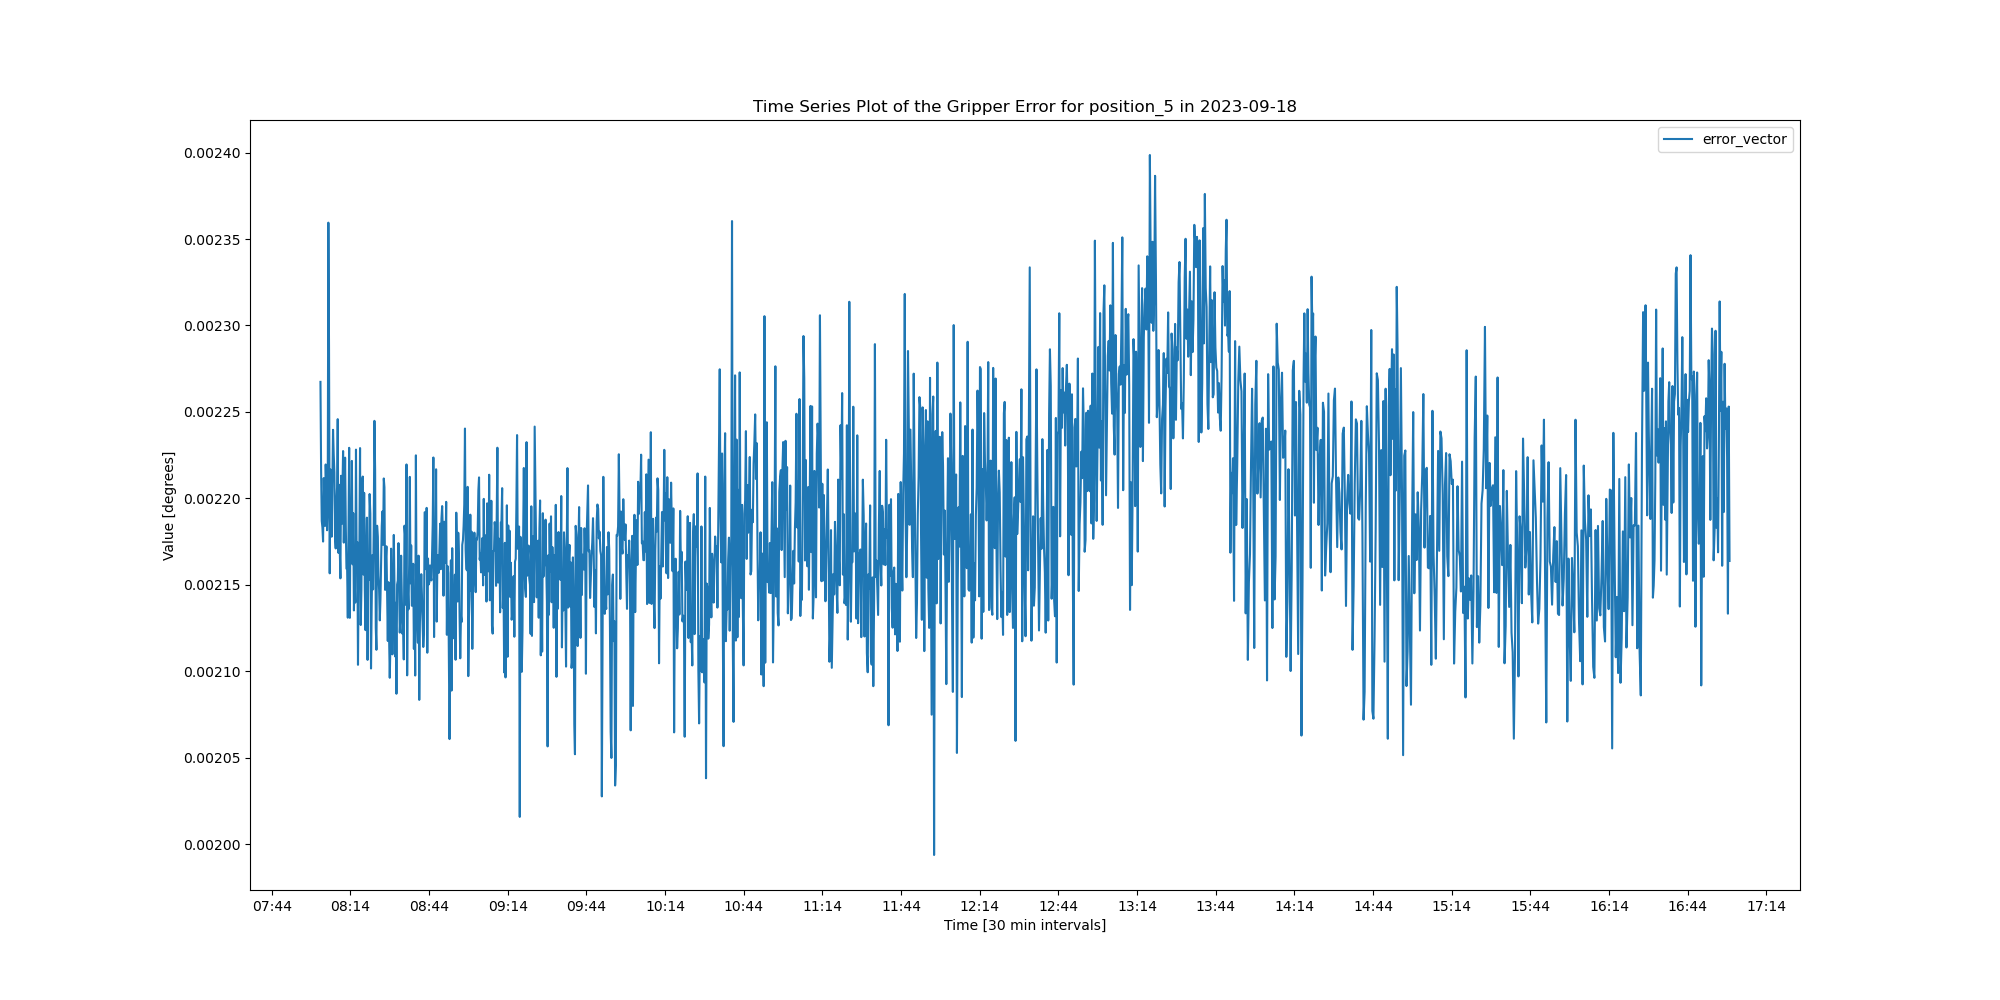 Time Series Plot of the Gripper Error for position_5 in 2023-09-18
error_vector
0.00240
0.00235
0.00230
0.00225
0.00220
0.00215
0.00210
0.00205
0.00200
Value [degrees]
07:44 08:14 08:44 09:14 09:44 10:14 10:44 11:14 11:44 12:14 12:44 13:14 13:44 14:14 14:44 15:14 15:44 16:14 16:44 17:14
Time [30 min intervals]